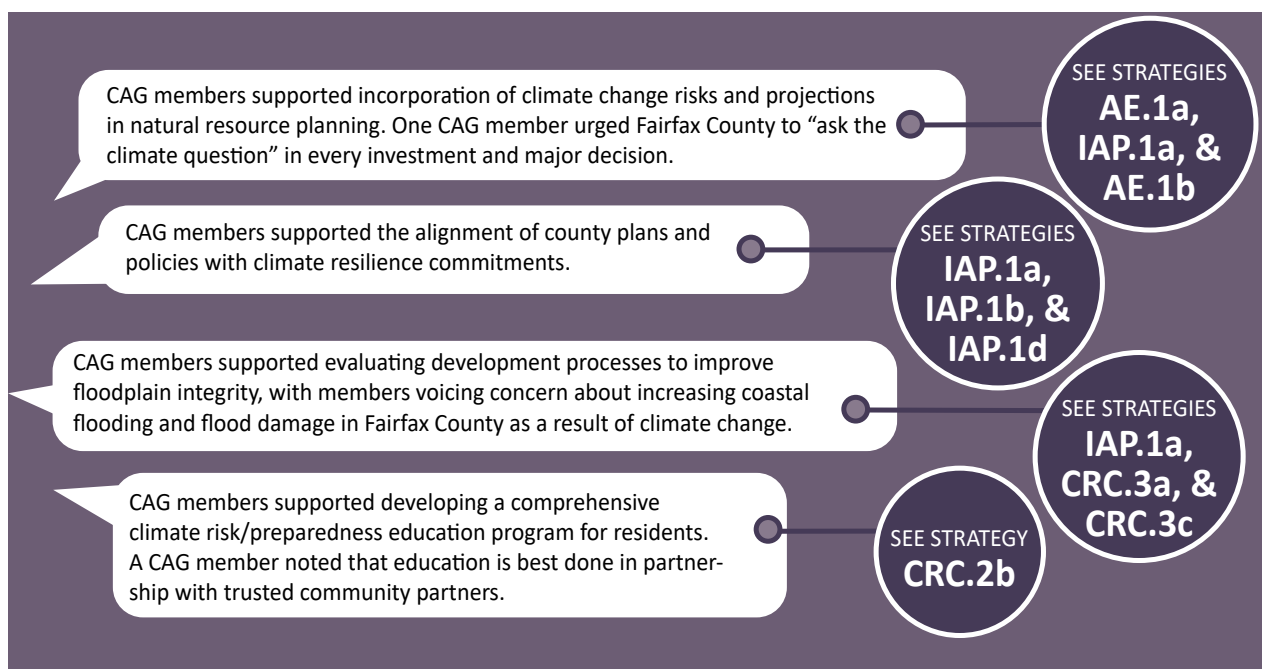 CAG members supported incorporation of climate change risks and projections
in natural resource planning. One CAG member urged Fairfax County to “ask the
climate question” in every investment and major decision.
SEE STRATEGIES
AE.1a,
IAP.1a, &
AE.1b
CAG members supported the alignment of county plans and
policies with climate resilience commitments.
SEE STRATEGIES
IAP.1a,
IAP.1b, &
IAP.1d
CAG members supported evaluating development processes to improve
floodplain integrity, with members voicing concern about increasing coastal
flooding and flood damage in Fairfax County as a result of climate change.
SEE STRATEGIES
IAP.1a,
CRC.3a, &
CRC.3c
CAG members supported developing a comprehensive
climate risk/preparedness education program for residents.
A CAG member noted that education is best done in partner-
ship with trusted community partners.
SEE STRATEGY
CRC.2b